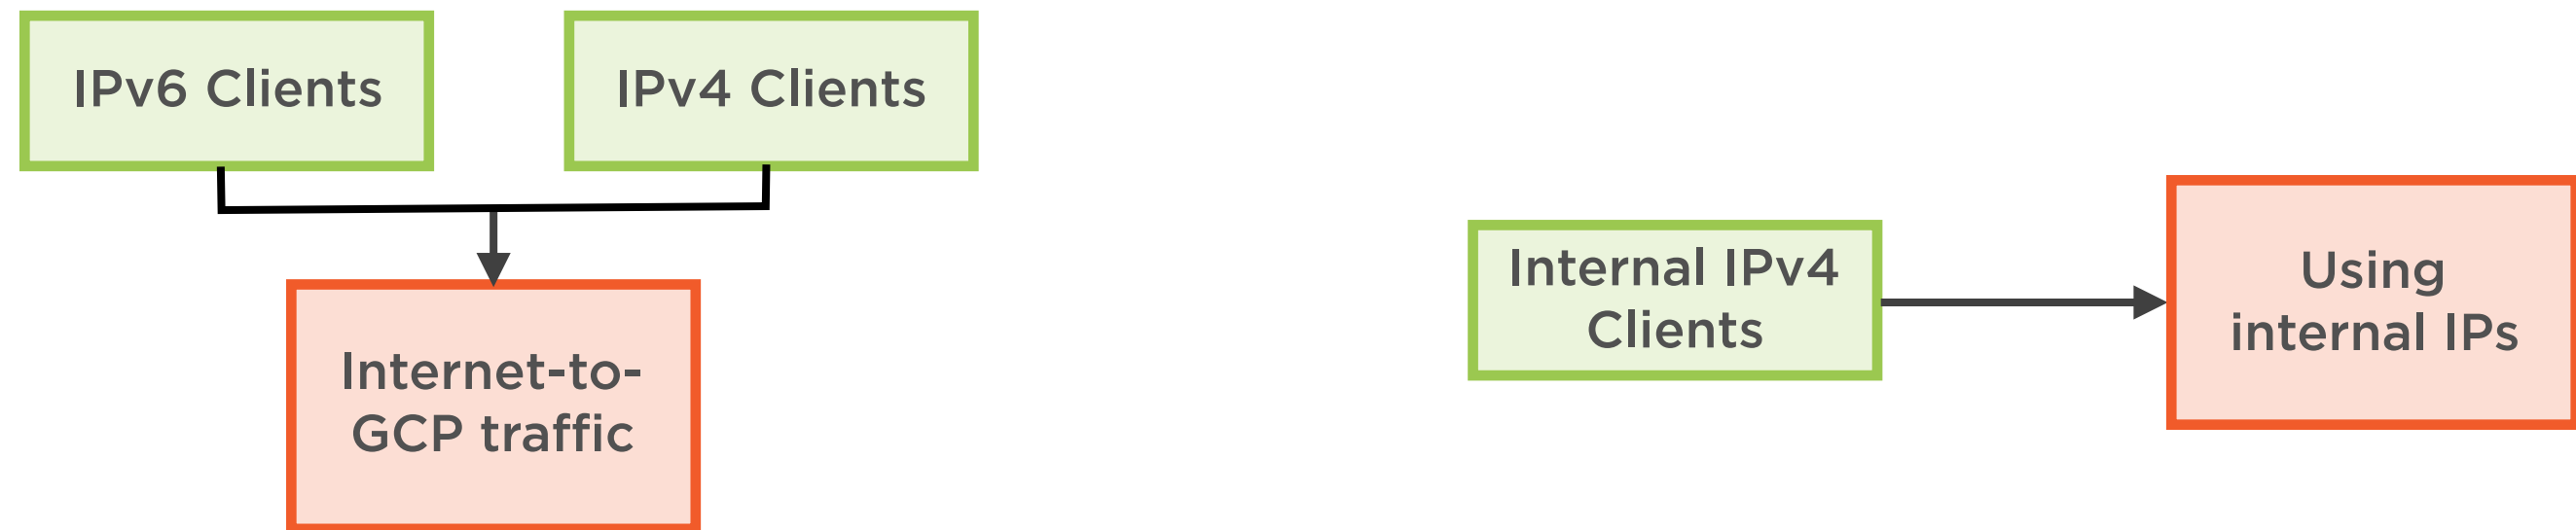 IPv6 Clients
IPv4 Clients
Internet-to-
GCP traffic
Internal IPv4
Clients
Using
internal IPs